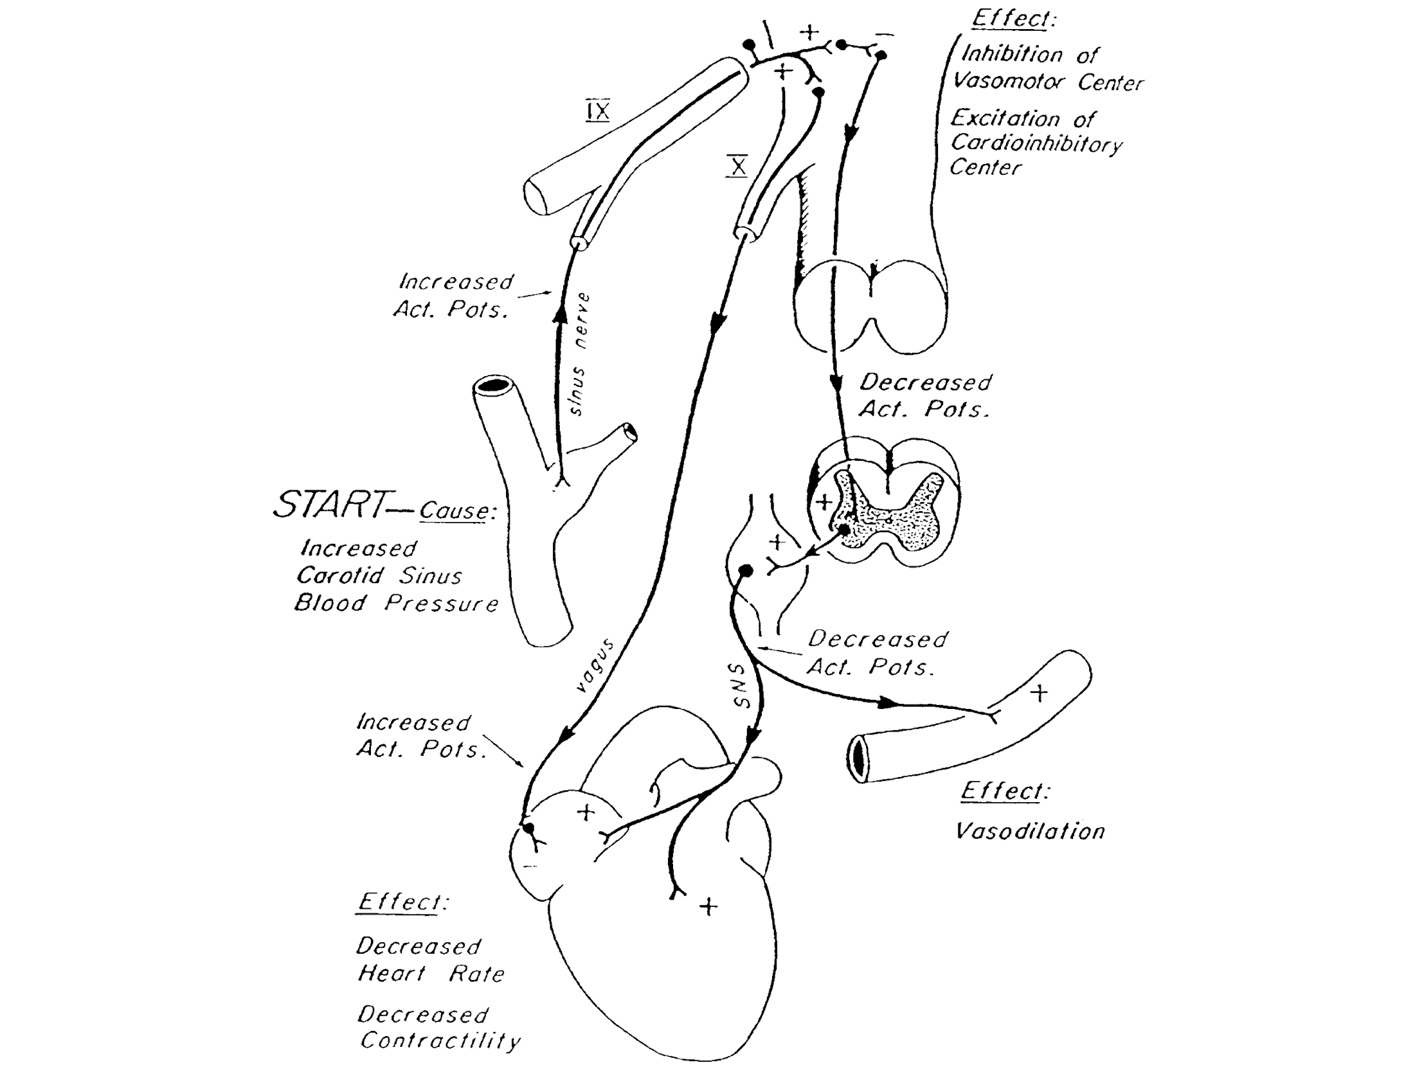 Effect:
Inhibition of
Vasomotor Center
Excitation of
Cardioinhibitory
Center
IX
X
+
+
−
Increased
Act. Pots.
sinus nerve
Decreased
Act. Pots.
START— Cause:
Increased
Carotid Sinus
Blood Pressure
+
+
vagus
SNS
Decreased
Act. Pots.
+
Increased
Act. Pots.
Effect:
Vasodilation
+
−
+
Effect:
Decreased
Heart Rate
Decreased
Contractility